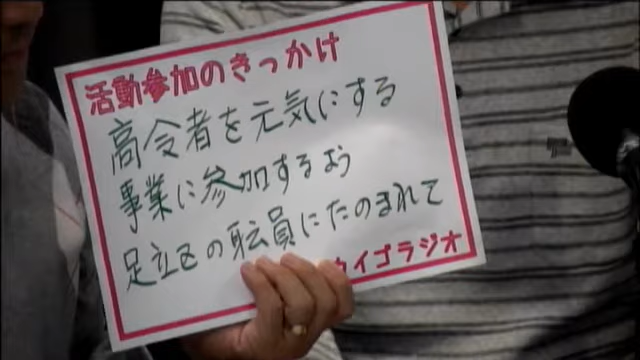 活動参加のきっかけ
高令者を元気にする
事業に参加するよう
足立区の職員にたのまれて
カイゴラジオ